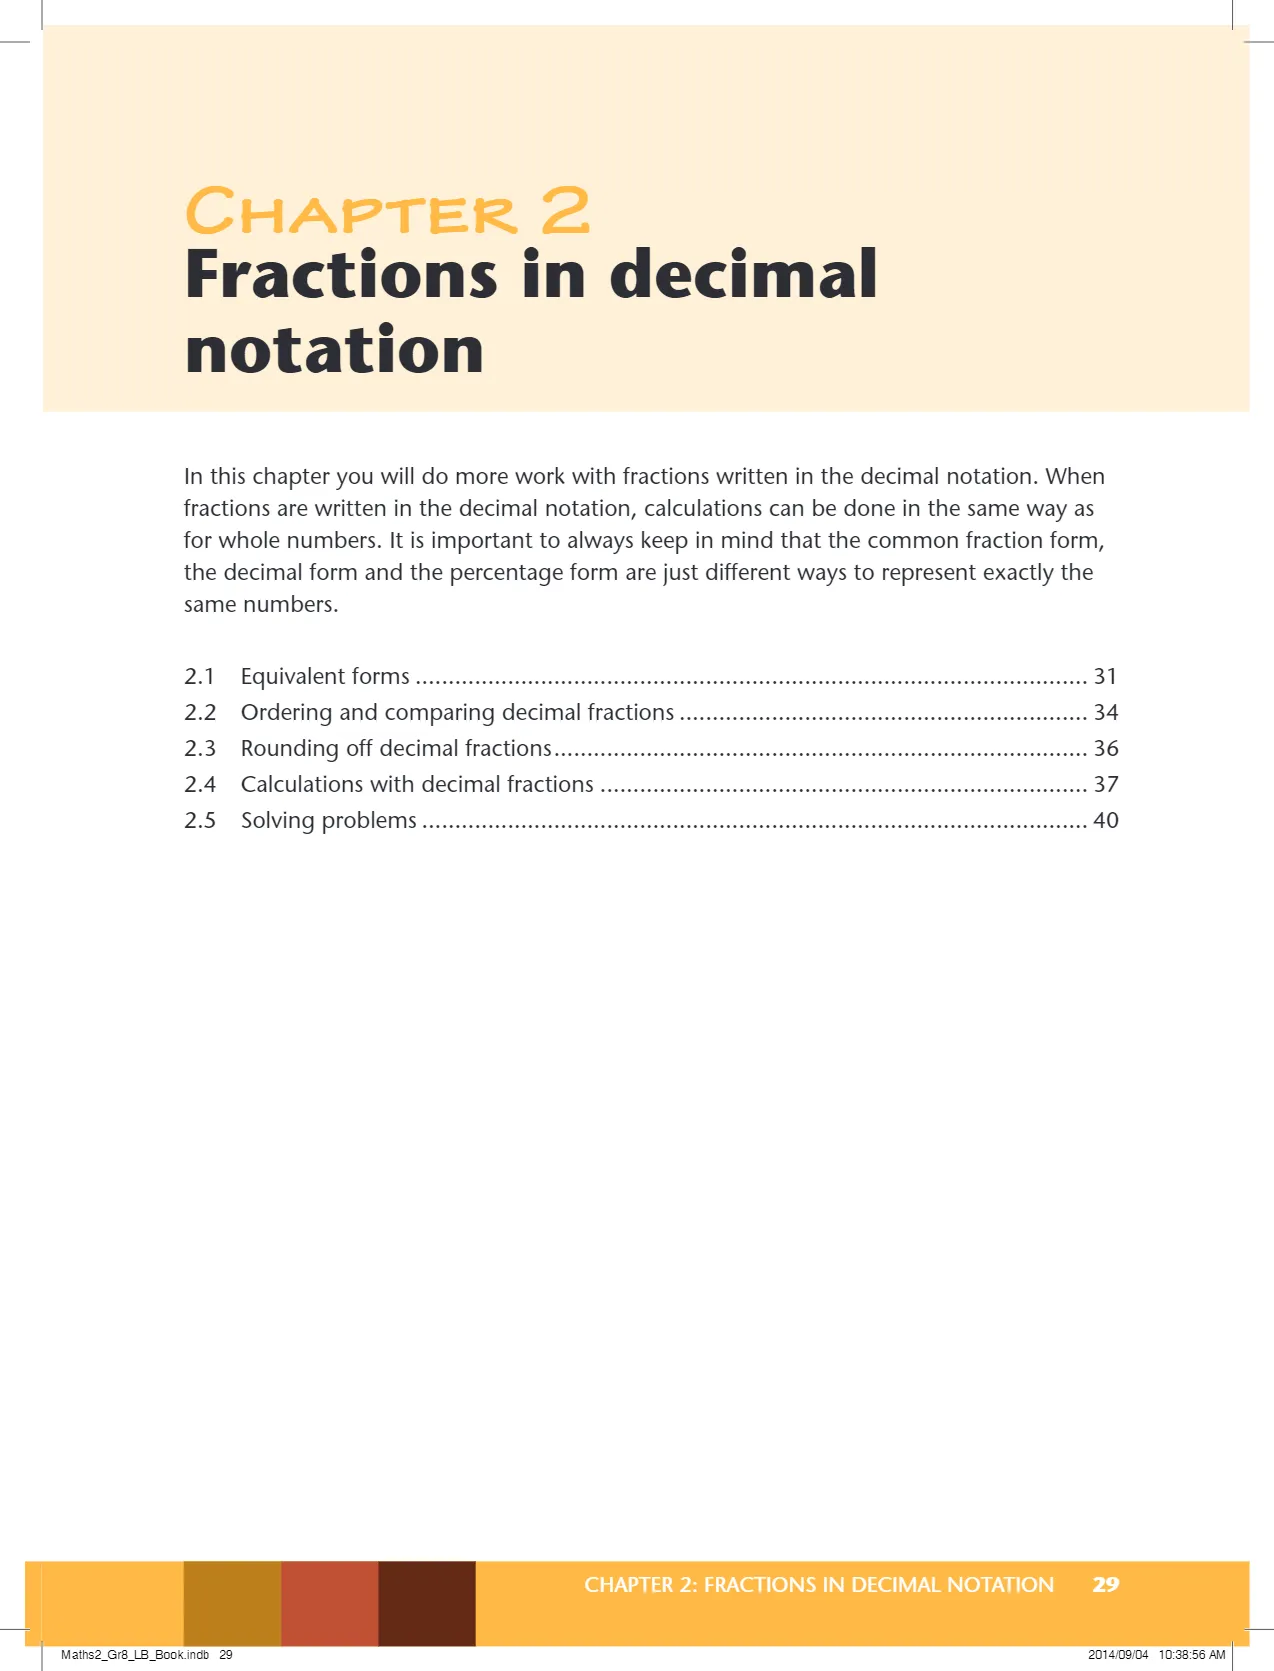 CHAPTER 2
Fractions in decimal
notation
In this chapter you will do more work with fractions written in the decimal notation. When
fractions are written in the decimal notation, calculations can be done in the same way as
for whole numbers. It is important to always keep in mind that the common fraction form,
the decimal form and the percentage form are just different ways to represent exactly the
same numbers.
2.1 Equivalent forms ...................................................................................................... 31
2.2 Ordering and comparing decimal fractions .............................................................. 34
2.3 Rounding off decimal fractions................................................................................. 36
2.4 Calculations with decimal fractions .......................................................................... 37
2.5 Solving problems ..................................................................................................... 40
CHAPTER 2: FRACTIONS IN DECIMAL NOTATION 29
Maths2_Gr8_LB_Book.indb 29 2014/09/04 10:38:56 AM